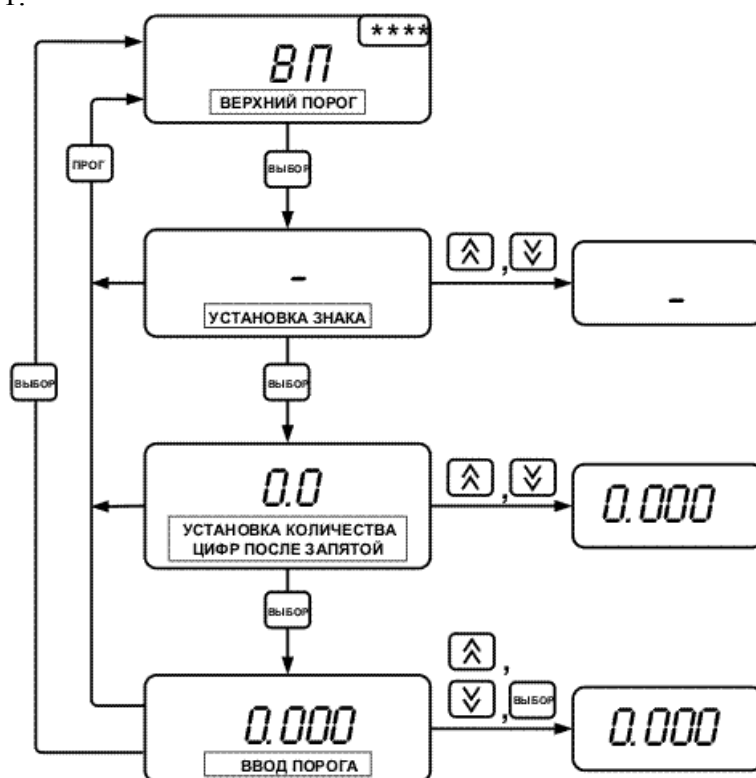 1.
****
ВП
ВЕРХНИЙ ПОРОГ
ПРОГ
ВЫБОР
-
УСТАНОВКА ЗНАКА
,
-
ВЫБОР
ВЫБОР
0.0
УСТАНОВКА КОЛИЧЕСТВА
ЦИФР ПОСЛЕ ЗАПЯТОЙ
,
0.000
ВЫБОР
0.000
ВВОД ПОРОГА
,
, ВЫБОР
0.000